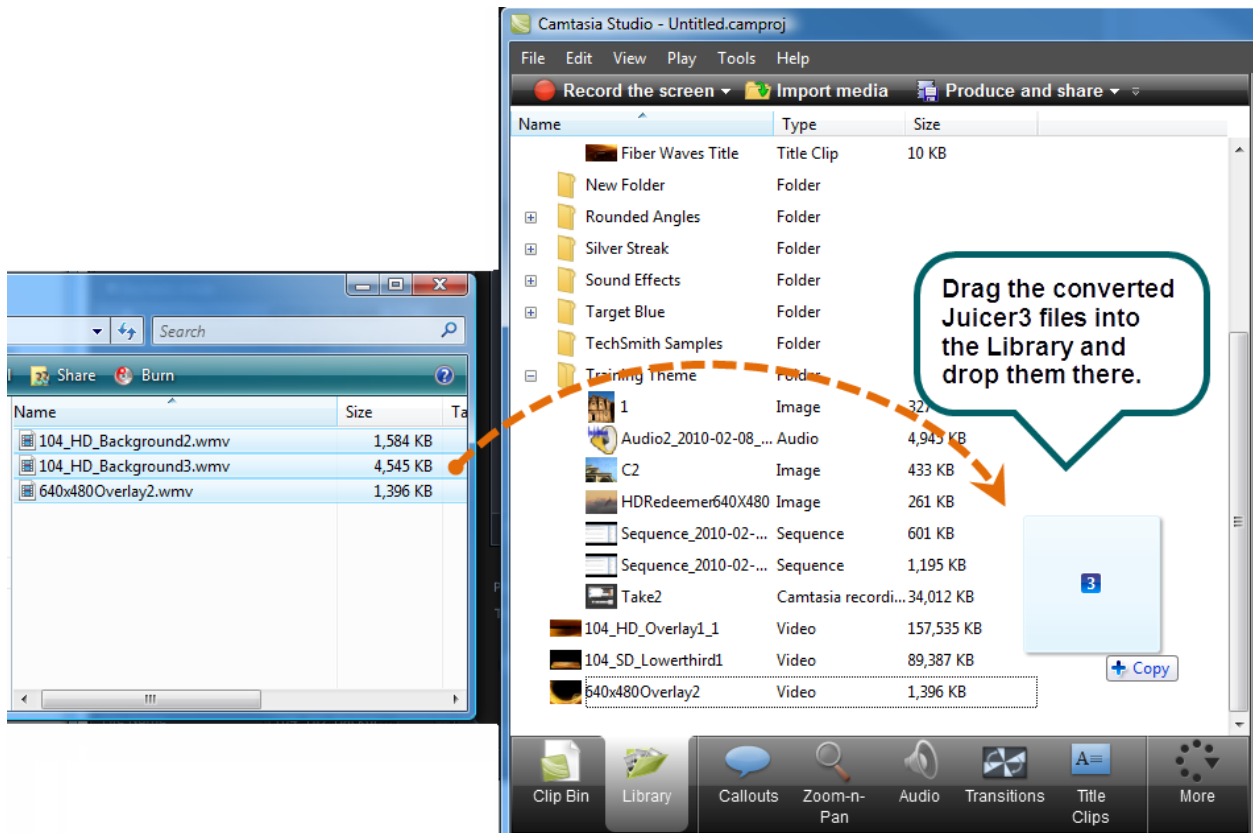 Camtasia Studio - Untitled.camproj
File Edit View Play Tools Help
Record the screen Import media Produce and share
Name Type Size
Fiber Waves Title Title Clip 10 KB
New Folder Folder
Rounded Angles Folder
Silver Streak Folder
Sound Effects Folder
Target Blue Folder
TechSmith Samples Folder
Training Theme Folder
1 Image 327
Audio2_2010-02-08_... Audio 4,945 KB
C2 Image 433 KB
HDRedeemer640X480 Image 261 KB
Sequence_2010-02-... Sequence 601 KB
Sequence_2010-02-... Sequence 1,195 KB
Take2 Camtasia recordi... 34,012 KB
104_HD_Overlay1_1 Video 157,535 KB
104_SD_Lowerthird1 Video 89,387 KB
640x480Overlay2 Video 1,396 KB
Drag the converted
Juicer3 files into
the Library and
drop them there.
3
Copy
Search
Share Burn
Name Size Ta
104_HD_Background2.wmv 1,584 KB
104_HD_Background3.wmv 4,545 KB
640x480Overlay2.wmv 1,396 KB
Clip Bin Library Callouts Zoom-n-
Pan Audio Transitions Title
Clips More